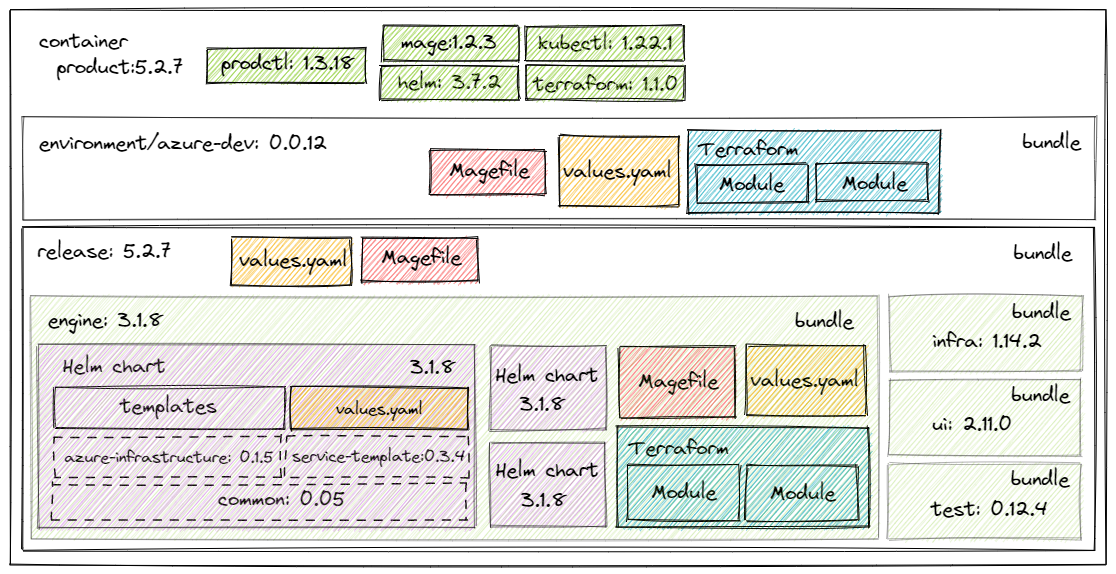 container
product:5.2.7
prodctl: 1.3.18
mage:1.2.3
kubectl: 1.22.1
helm: 3.7.2
terraform: 1.1.0
environment/azure-dev: 0.0.12
Magefile
values.yaml
Terraform
Module
Module
bundle
release: 5.2.7
values.yaml
Magefile
bundle
engine: 3.1.8
bundle
Helm chart
3.1.8
templates
values.yaml
azure-infrastructure: 0.1.5
service-template:0.3.4
common: 0.05
Helm chart
3.1.8
Helm chart
3.1.8
Magefile
values.yaml
Terraform
Module
Module
bundle
infra: 1.14.2
bundle
ui: 2.11.0
bundle
test: 0.12.4